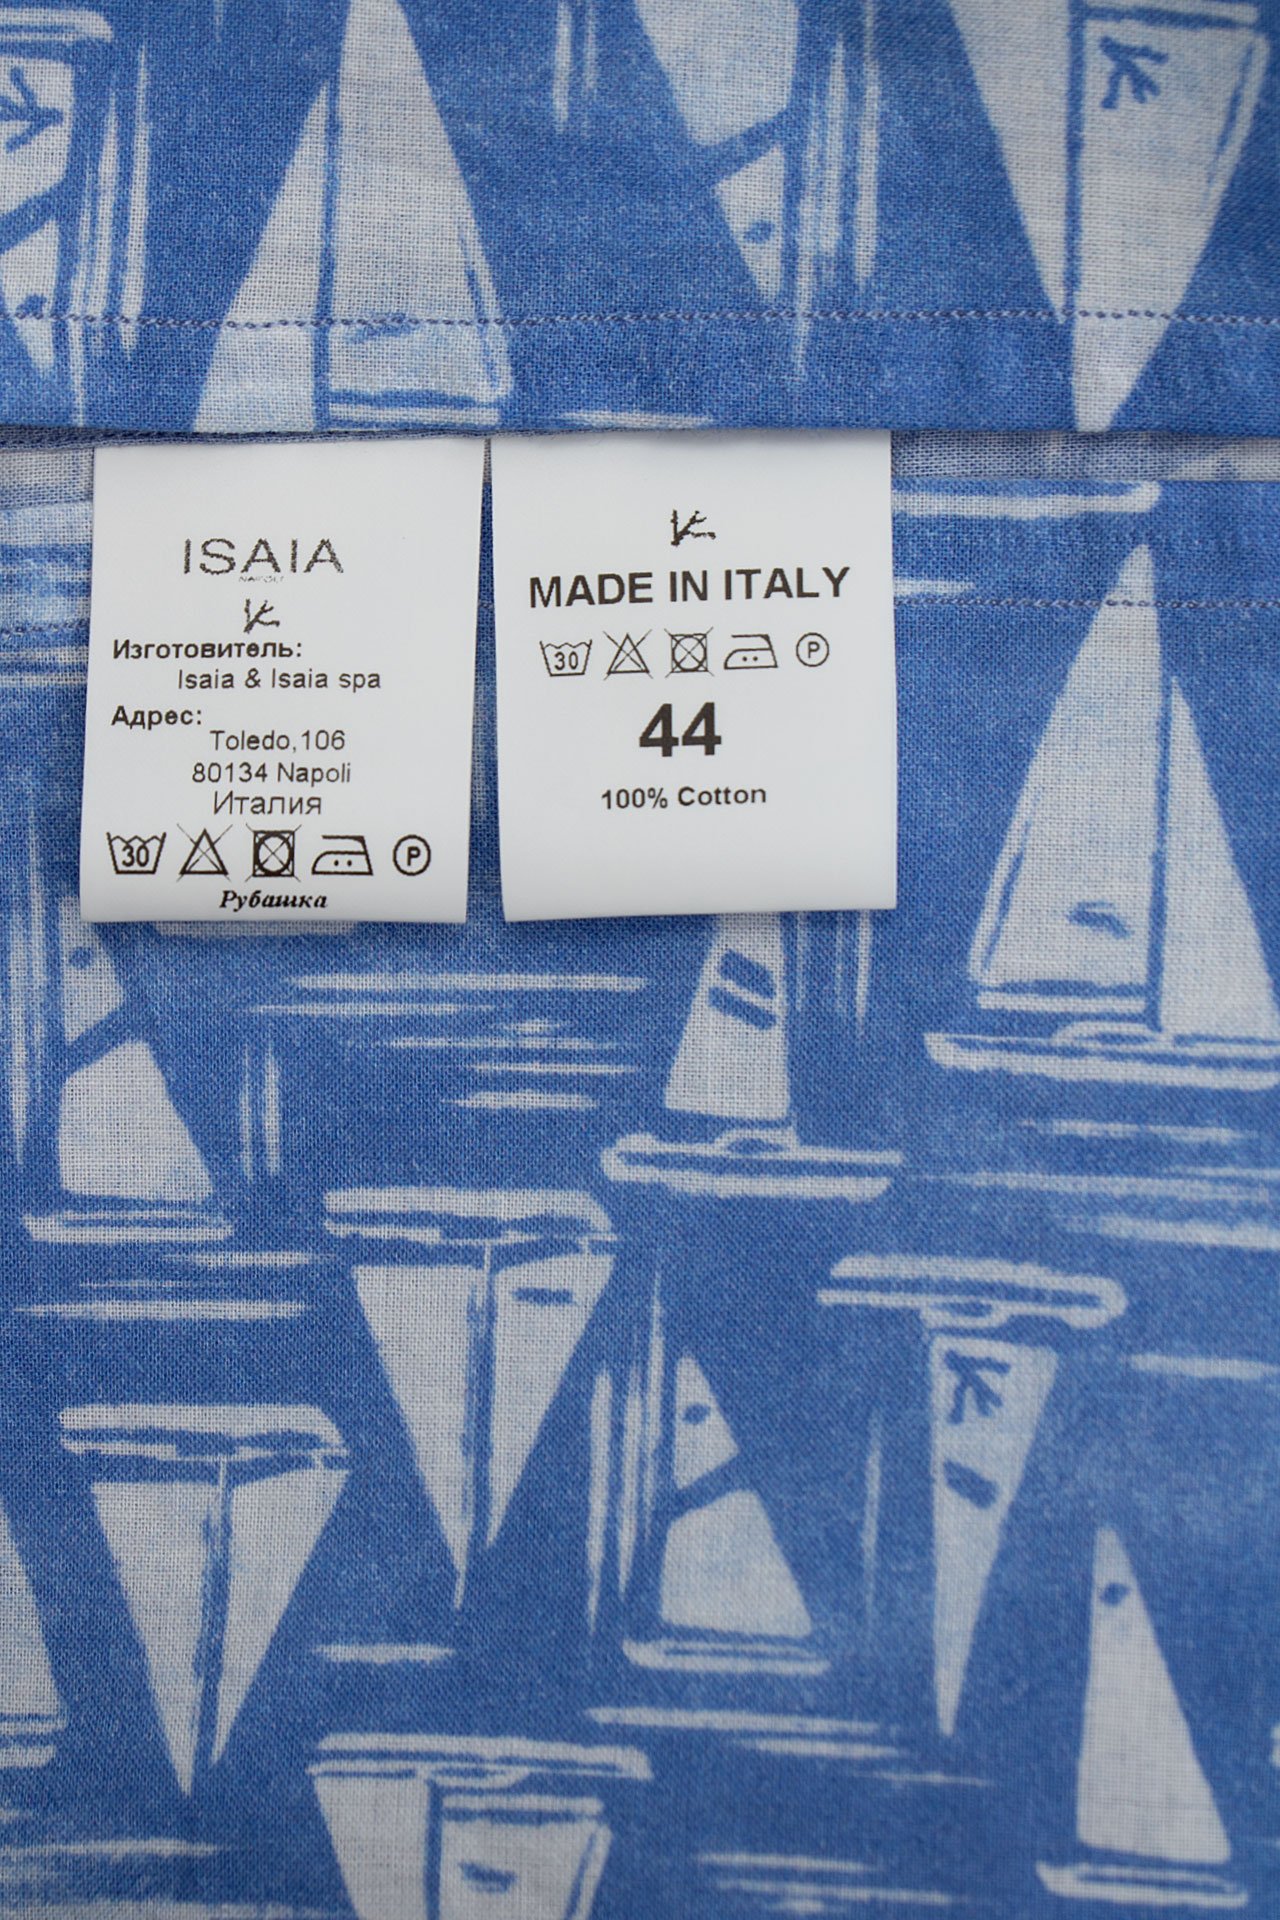 ISAIA
NAPOLI
Изготовитель:
Isaia & Isaia spa
Адрес:
Toledo,106
80134 Napoli
Италия
30
P
Рубашка
MADE IN ITALY
30
P
44
100% Cotton